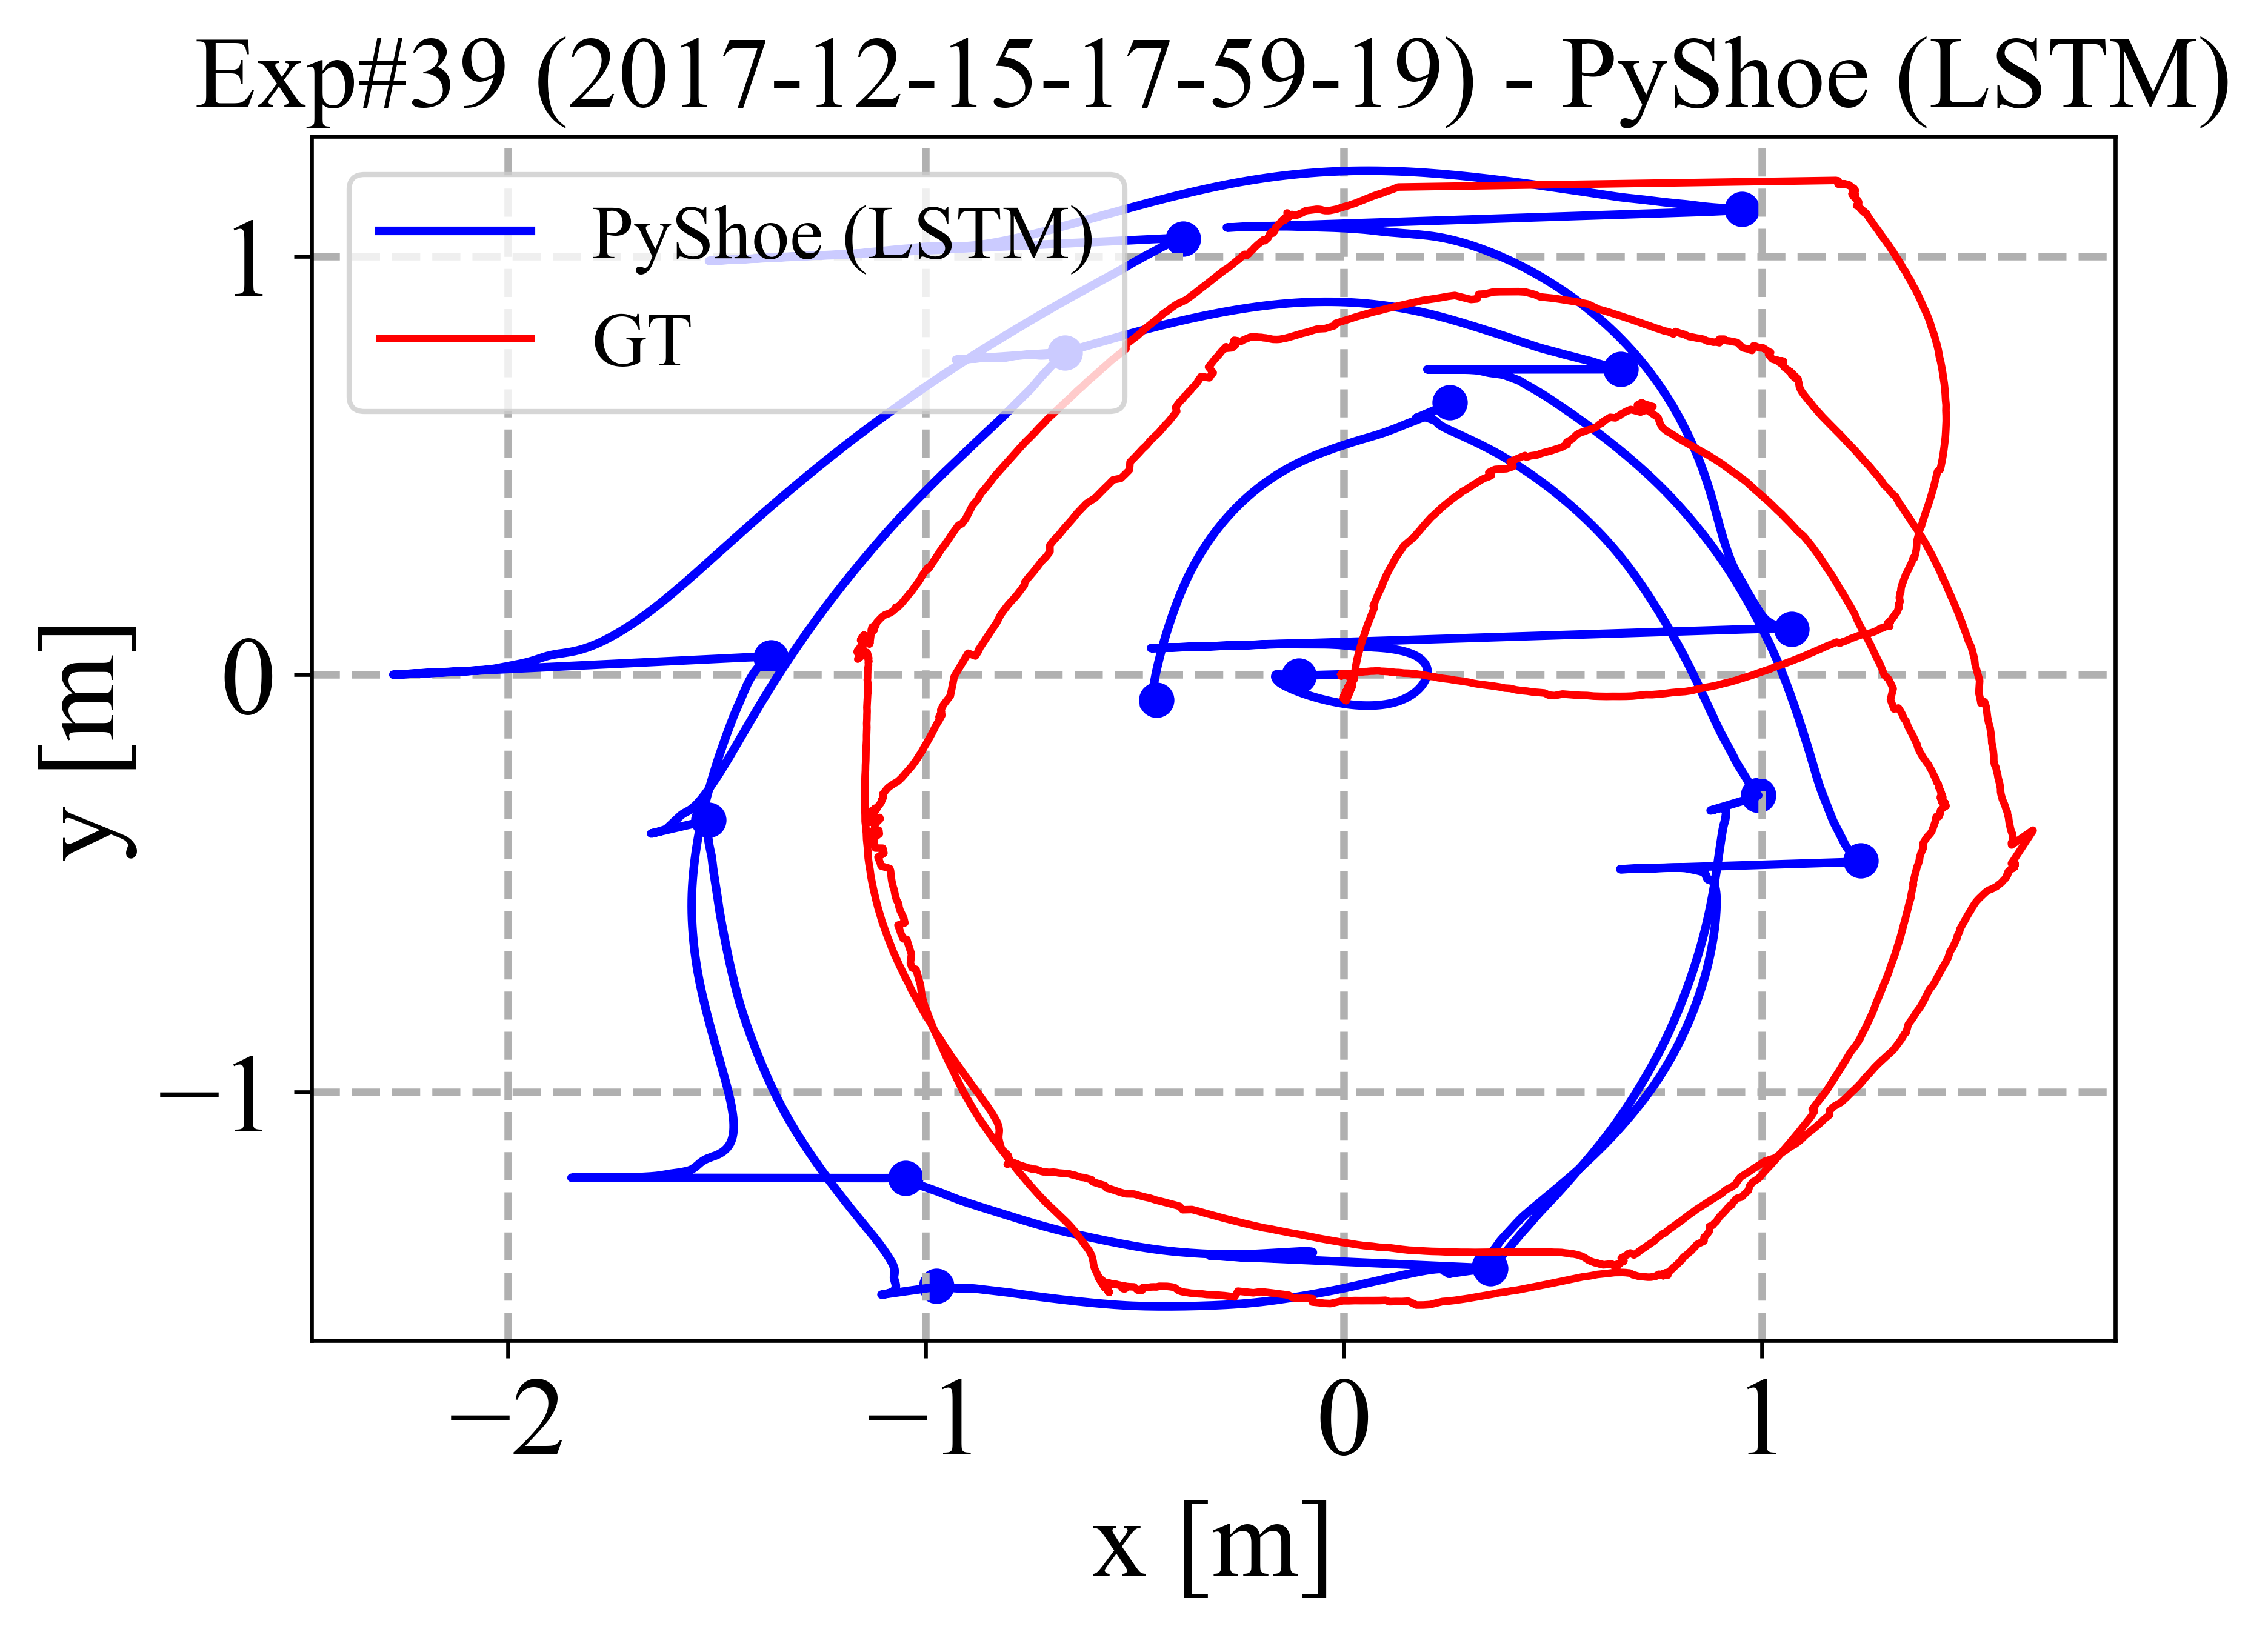 Exp#39 (2017-12-15-17-59-19) - PyShoe (LSTM)
PyShoe (LSTM)
GT
1
0
−1
y [m]
−2 −1 0 1
x [m]